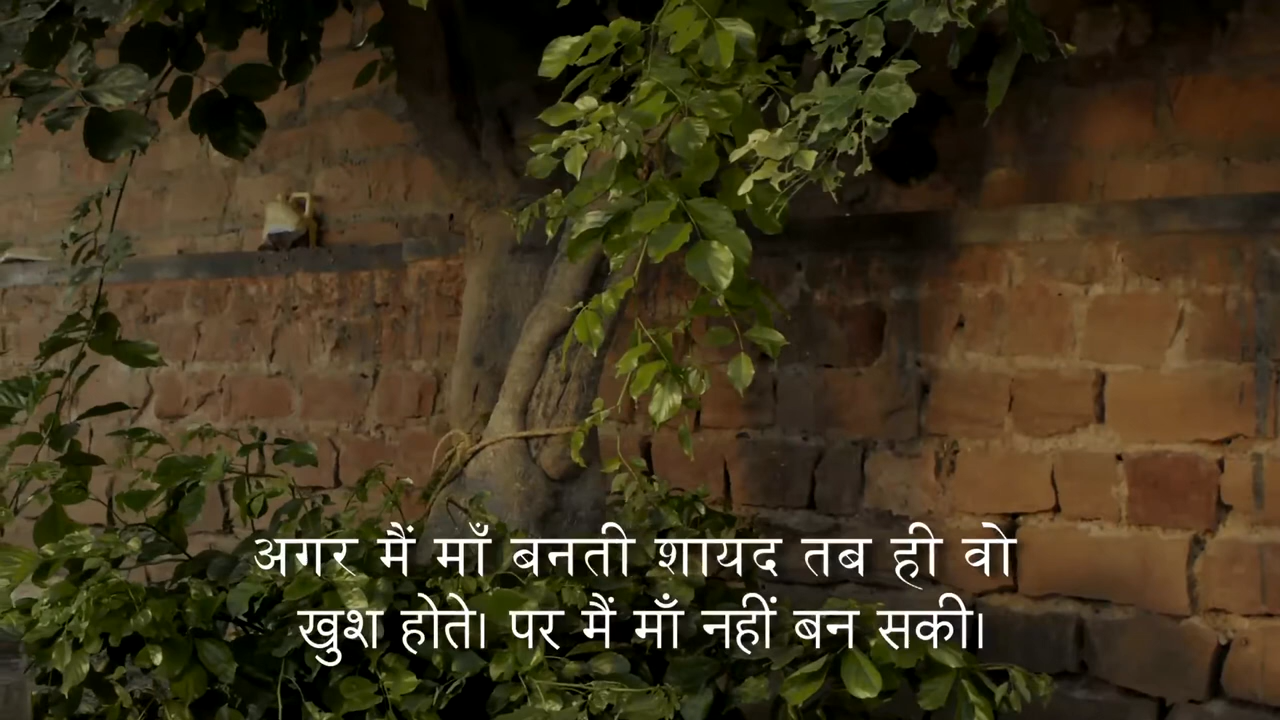 अगर मैं माँ बनती शायद तब ही वो
खुश होते। पर मैं माँ नहीं बन सकी।